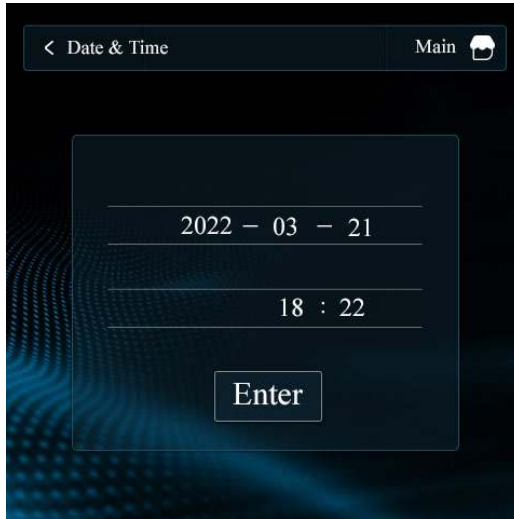 < Date & Time Main
2022 – 03 – 21
18 : 22
Enter